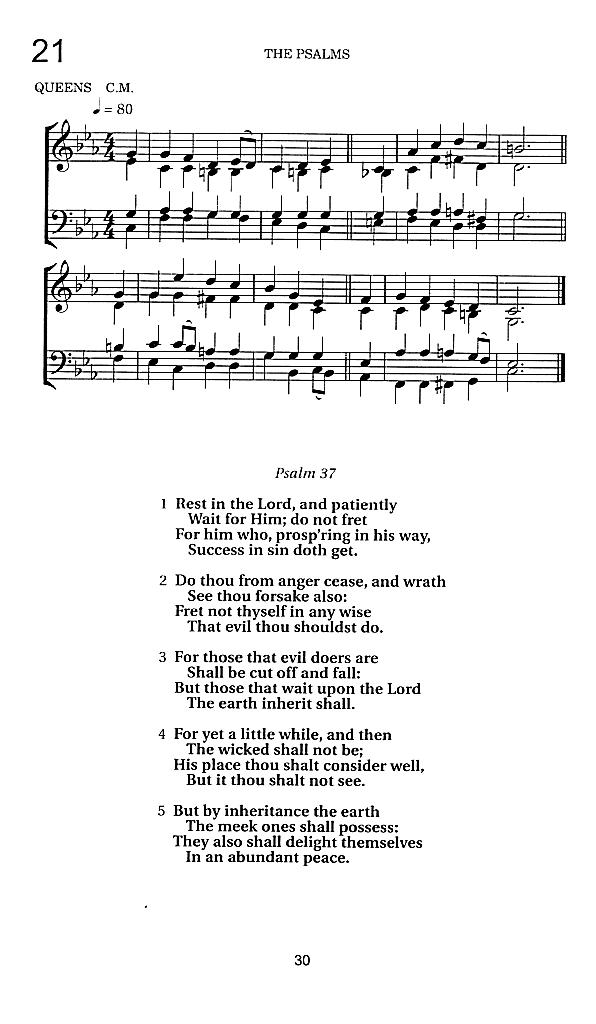 21
THE PSALMS
QUEENS C.M.
♩ = 80
Psalm 37
1 Rest in the Lord, and patiently
Wait for Him; do not fret
For him who, prosp'ring in his way,
Success in sin doth get.
2 Do thou from anger cease, and wrath
See thou forsake also:
Fret not thyself in any wise
That evil thou shouldst do.
3 For those that evil doers are
Shall be cut off and fall:
But those that wait upon the Lord
The earth inherit shall.
4 For yet a little while, and then
The wicked shall not be;
His place thou shalt consider well,
But it thou shalt not see.
5 But by inheritance the earth
The meek ones shall possess:
They also shall delight themselves
In an abundant peace.
30